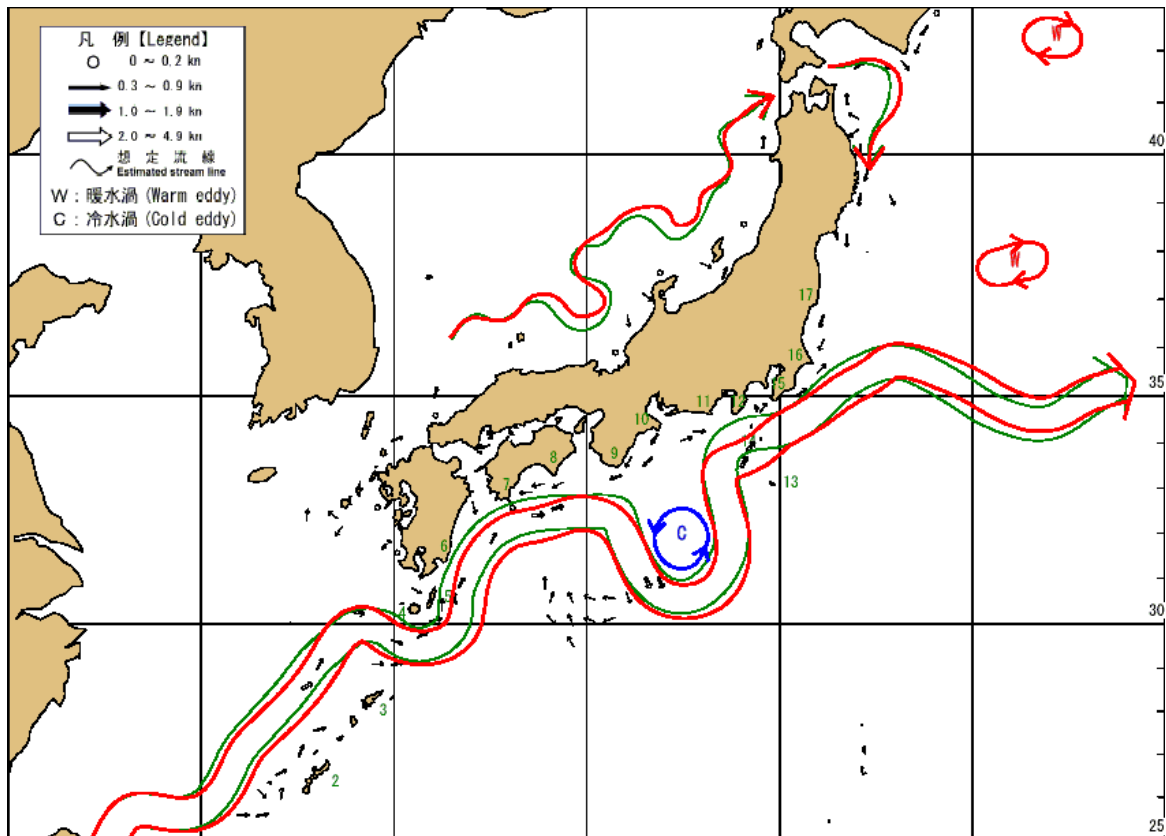 凡 例【Legend】
0 ~ 0.2 kn
0.3 ~ 0.9 kn
1.0 ~ 1.9 kn
2.0 ~ 4.9 kn
想 定 流 線
Estimated stream line
W : 暖水渦 (Warm eddy)
C : 冷水渦 (Cold eddy)
W
40
W
17
16
35
15
11
12
10
14
9
8
13
7
C
6
5
4
30
3
2
25